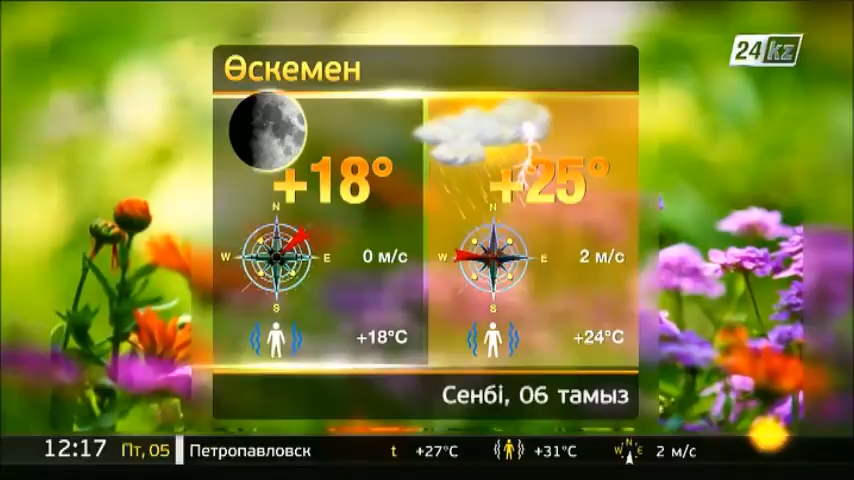 24kz
Өскемен
+18° +25°
N N
W E W E
S S
0 м/с 2 м/с
+18°C +24°C
Сенбі, 06 тамыз
12:17 Пт, 05 Петропавловск t +27°C +31°C N W E 2 м/с